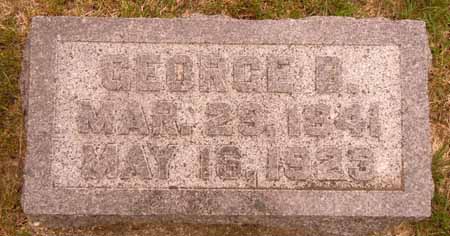 GEORGE B.
MAR. 29, 1841
MAY 16, 1923